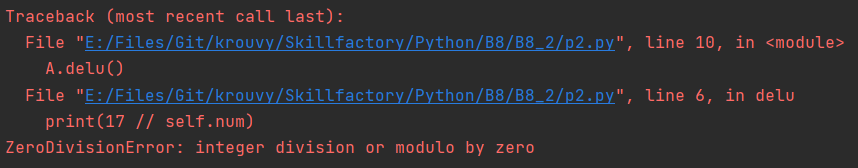 Traceback (most recent call last):
  File "E:/Files/Git/krouvy/Skillfactory/Python/B8/B8_2/p2.py", line 10, in <module>
    A.delu()
  File "E:/Files/Git/krouvy/Skillfactory/Python/B8/B8_2/p2.py", line 6, in delu
    print(17 // self.num)
ZeroDivisionError: integer division or modulo by zero